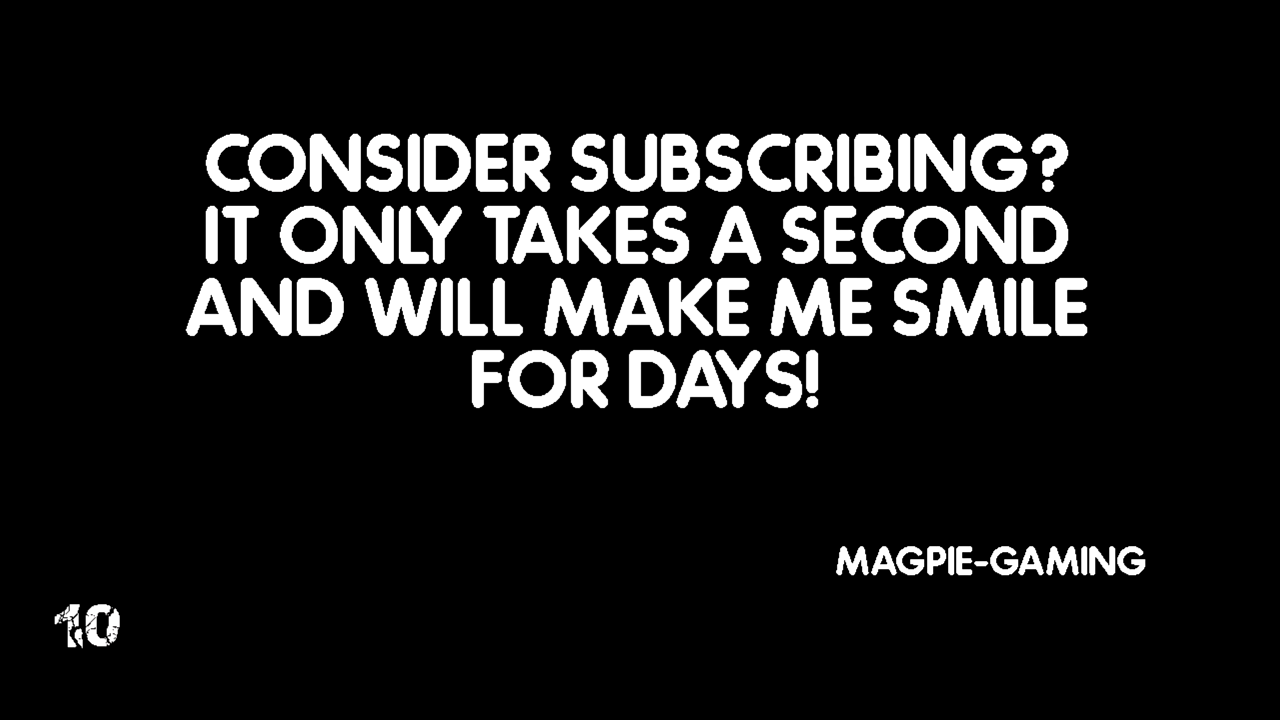 CONSIDER SUBSCRIBING?
IT ONLY TAKES A SECOND
AND WILL MAKE ME SMILE
FOR DAYS!
MAGPIE-GAMING
10